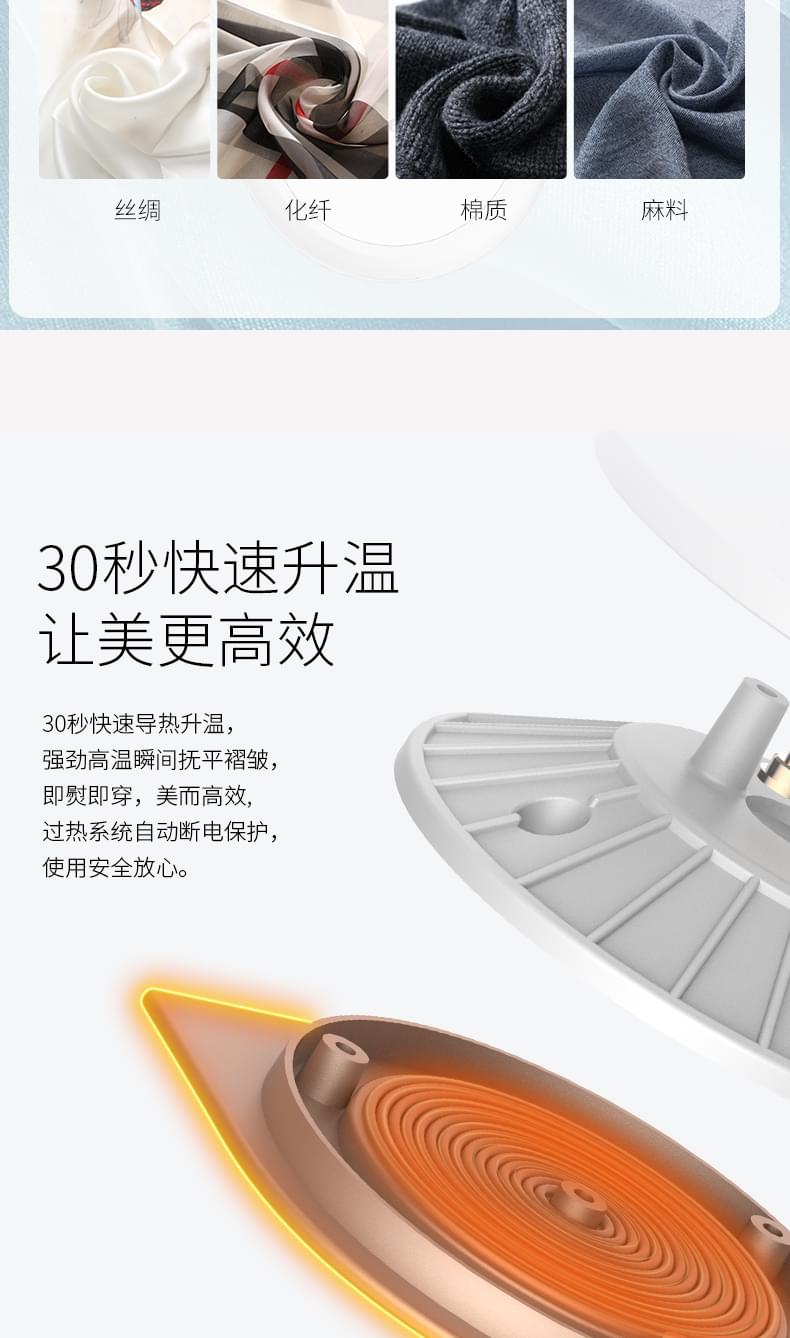 丝绸
化纤
棉质
麻料
30秒快速升温
让美更高效
30秒快速导热升温，
强劲高温瞬间抚平褶皱，
即熨即穿，美而高效,
过热系统自动断电保护，
使用安全放心。